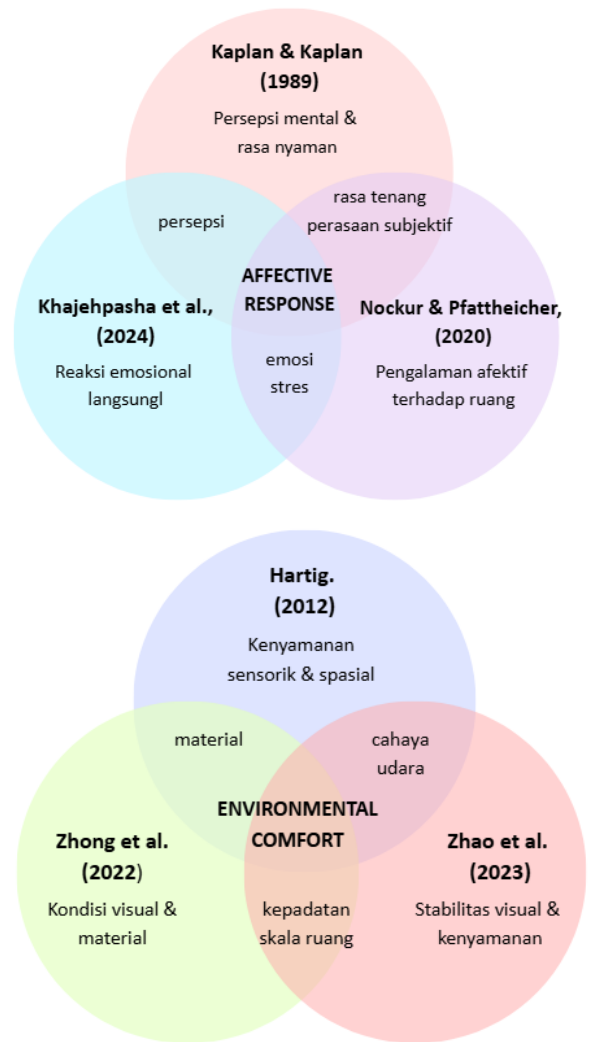 Kaplan & Kaplan
(1989)
Persepsi mental &
rasa nyaman
persepsi
rasa tenang
perasaan subjektif
AFFECTIVE
RESPONSE
Khajehpasha et al.,
(2024)
Reaksi emosional
langsungl
emosi
stres
Nockur & Pfattheicher,
(2020)
Pengalaman afektif
terhadap ruang
Hartig.
(2012)
Kenyamanan
sensorik & spasial
material
cahaya
udara
ENVIRONMENTAL
COMFORT
Zhong et al.
(2022)
Kondisi visual &
material
kepadatan
skala ruang
Zhao et al.
(2023)
Stabilitas visual &
kenyamanan